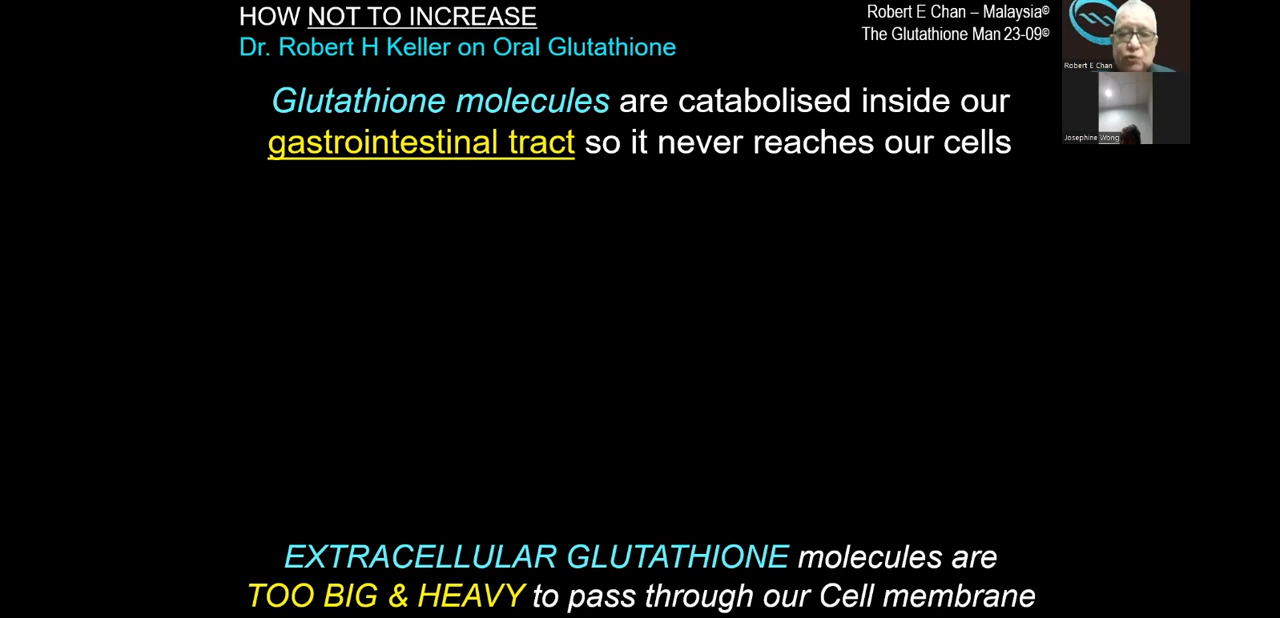 HOW NOT TO INCREASE
Dr. Robert H Keller on Oral Glutathione
Robert E Chan – Malaysia©
The Glutathione Man 23-09©
Robert E Chan
Josephine Wong
Glutathione molecules are catabolised inside our
gastrointestinal tract so it never reaches our cells
EXTRACELLULAR GLUTATHIONE molecules are
TOO BIG & HEAVY to pass through our Cell membrane